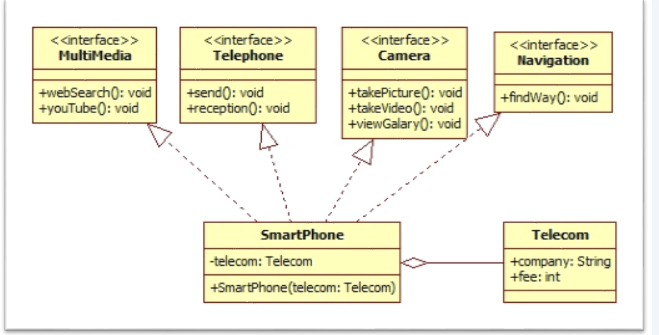 <<interface>>
MultiMedia
+webSearch(): void
+youTube(): void
<<interface>>
Telephone
+send(): void
+reception(): void
<<interface>>
Camera
+takePicture(): void
+takeVideo(): void
+viewGalary(): void
<<interface>>
Navigation
+findWay(): void
SmartPhone
-telecom: Telecom
+SmartPhone(telecom: Telecom)
Telecom
+company: String
+fee: int